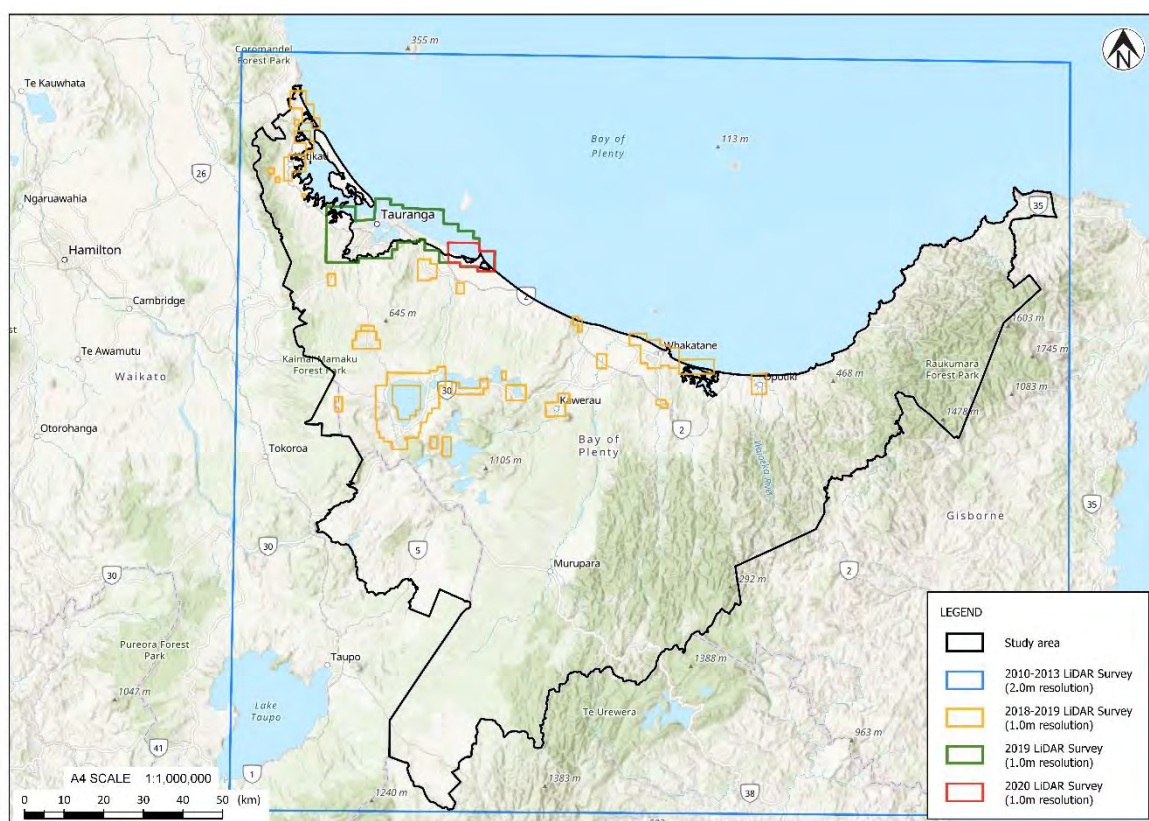 355 m
Coromandel
Forest Park
N
Te Kauwhata
Bay of
Plenty
113 m
26
Ngaruawahia
35
Tauranga
Hamilton
2
Cambridge
645 m
1603 m
Whakatane
1745 m
Te Awamutu
Kaimai Mamaku
Forest Park
Raukumara
Forest Park
Waikato
30
Opotiki
468 m
1083 m
Kawerau
1478 m
2
Otorohanga
Bay of
Plenty
Tokoroa
1105 m
Waioeka River
Gisborne
35
30
5
2
30
Murupara
292 m
Pureora Forest
Park
Taupo
1388 m
1047 m
Te Urewera
Lake
Taupo
963 m
41
1
1383 m
1240 m
38
A4 SCALE 1:1,000,000
0 10 20 30 40 50 (km)
LEGEND
Study area
2010-2013 LiDAR Survey
(2.0m resolution)
2018-2019 LiDAR Survey
(1.0m resolution)
2019 LiDAR Survey
(1.0m resolution)
2020 LiDAR Survey
(1.0m resolution)